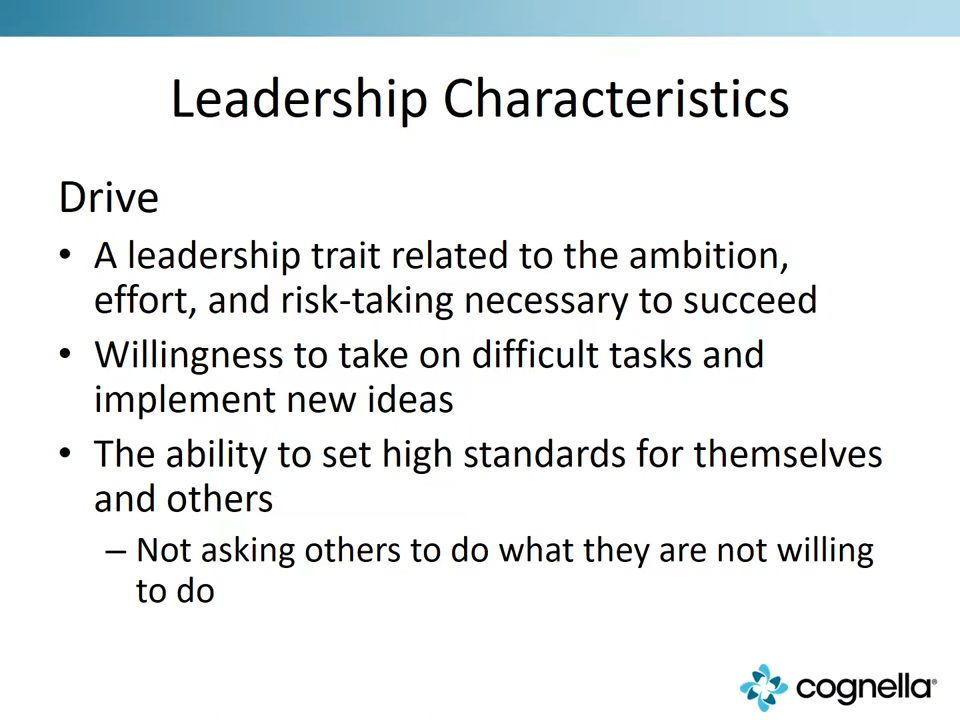 Leadership Characteristics
Drive
• A leadership trait related to the ambition,
effort, and risk-taking necessary to succeed
• Willingness to take on difficult tasks and
implement new ideas
• The ability to set high standards for themselves
and others
– Not asking others to do what they are not willing
to do
cognella®